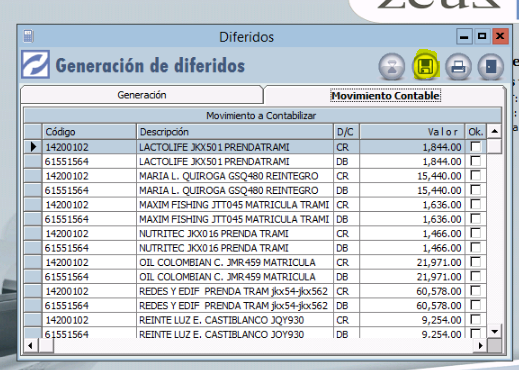 Diferidos
Generación de diferidos
Generación Movimiento Contable
Movimiento a Contabilizar
Código Descripción D/C Valor Ok.
14200102 LACTOLIFE JKX501 PRENDATRAMI CR 1,844.00
61551564 LACTOLIFE JKX501 PRENDATRAMI DB 1,844.00
14200102 MARIA L. QUIROGA GSQ480 REINTEGRO CR 15,440.00
61551564 MARIA L. QUIROGA GSQ480 REINTEGRO DB 15,440.00
14200102 MAXIM FISHING JTT045 MATRICULA TRAMI CR 1,636.00
61551564 MAXIM FISHING JTT045 MATRICULA TRAMI DB 1,636.00
14200102 NUTRITEC JKX016 PRENDA TRAMI CR 1,466.00
61551564 NUTRITEC JKX016 PRENDA TRAMI DB 1,466.00
14200102 OIL COLOMBIAN C. JMR459 MATRICULA CR 21,971.00
61551564 OIL COLOMBIAN C. JMR459 MATRICULA DB 21,971.00
14200102 REDES Y EDIF PRENDA TRAM jkx54-jkx562 CR 60,578.00
61551564 REDES Y EDIF PRENDA TRAM jkx54-jkx562 DB 60,578.00
14200102 REINTE LUZ E. CASTIBLANCO JQY930 CR 9,254.00
61551564 REINTE LUZ E. CASTIBLANCO JQY930 DB 9,254.00